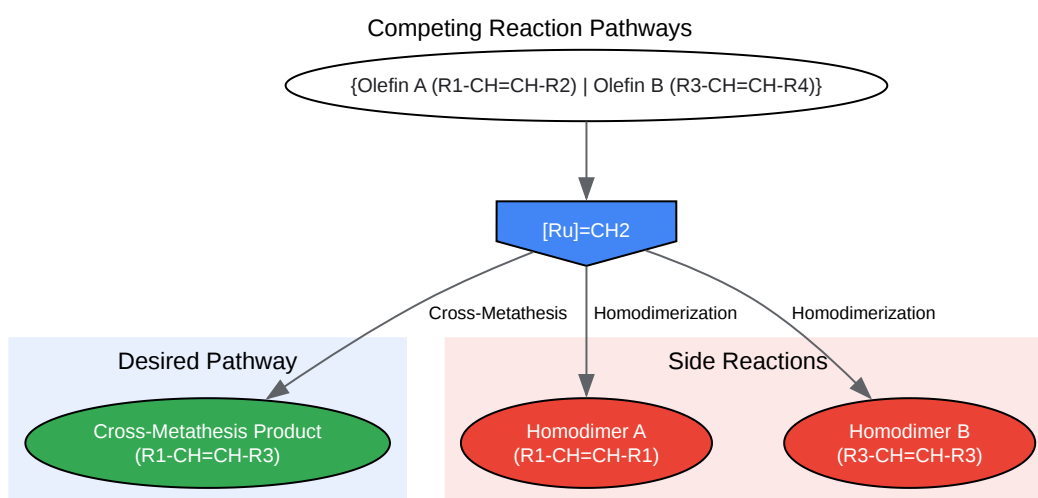 Competing Reaction Pathways
{Olefin A (R1-CH=CH-R2) | Olefin B (R3-CH=CH-R4)}
[Ru]=CH2
Cross-Metathesis
Homodimerization
Homodimerization
Desired Pathway
Side Reactions
Cross-Metathesis Product
(R1-CH=CH-R3)
Homodimer A
(R1-CH=CH-R1)
Homodimer B
(R3-CH=CH-R3)